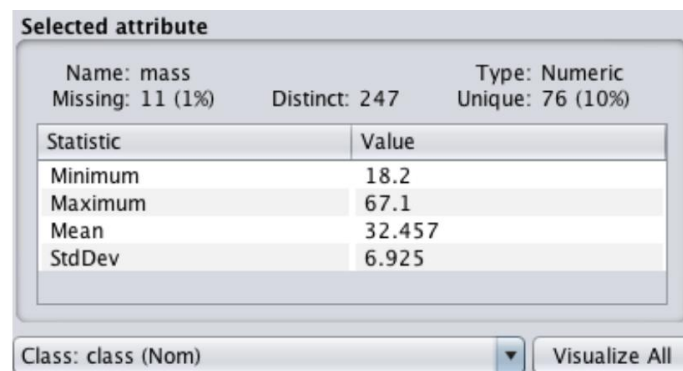 Selected attribute
Name: mass Type: Numeric
Missing: 11 (1%) Distinct: 247 Unique: 76 (10%)
Statistic Value
Minimum 18.2
Maximum 67.1
Mean 32.457
StdDev 6.925
Class: class (Nom) Visualize All